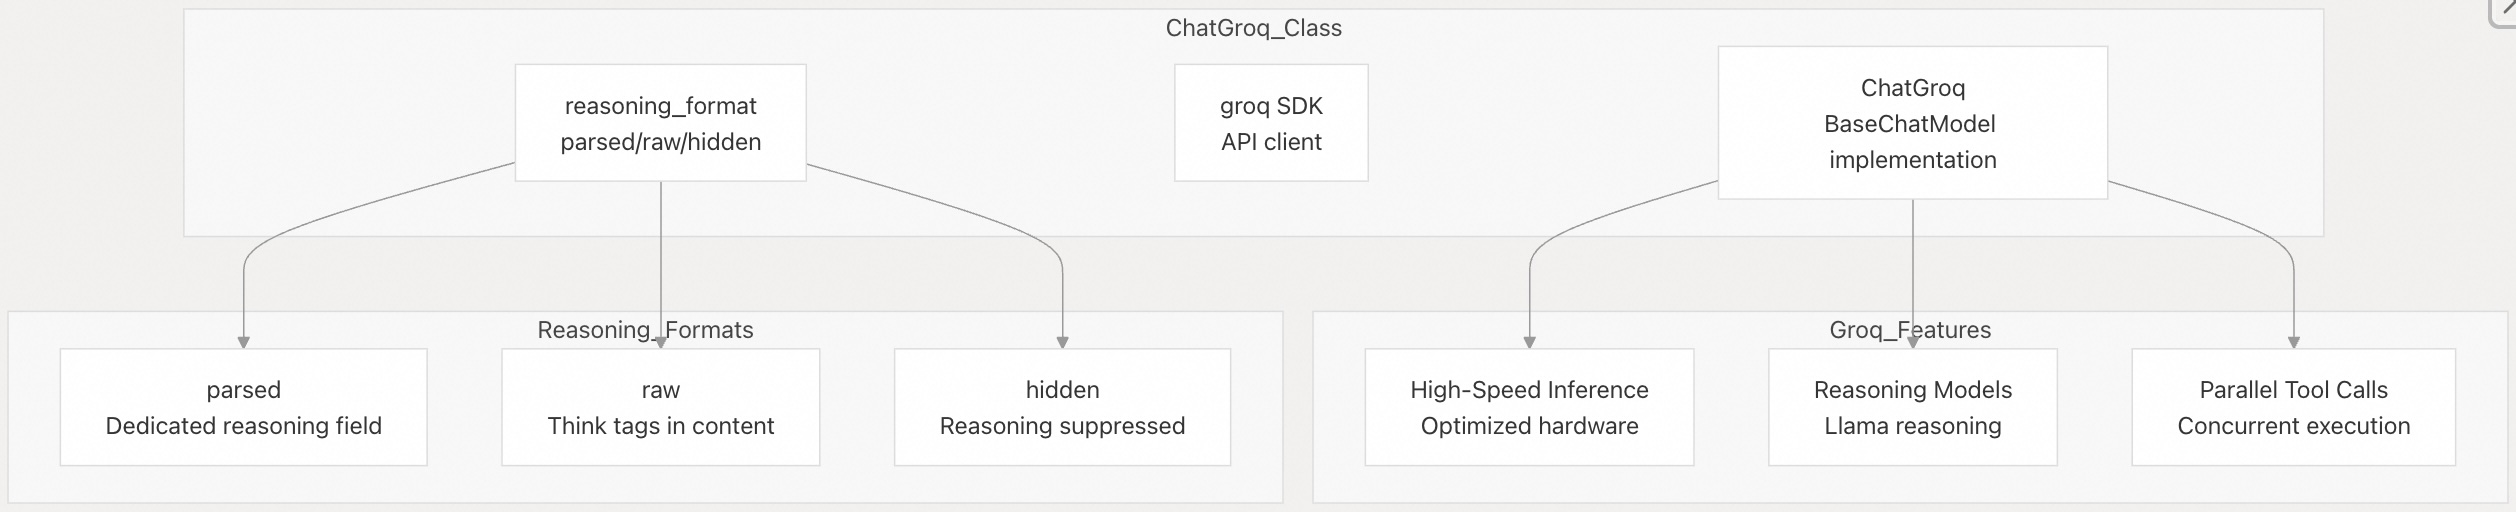 ChatGroq_Class
reasoning_format
parsed/raw/hidden
groq SDK
API client
ChatGroq
BaseChatModel
implementation
Reasoning_Formats
parsed
Dedicated reasoning field
raw
Think tags in content
hidden
Reasoning suppressed
Groq_Features
High-Speed Inference
Optimized hardware
Reasoning Models
Llama reasoning
Parallel Tool Calls
Concurrent execution